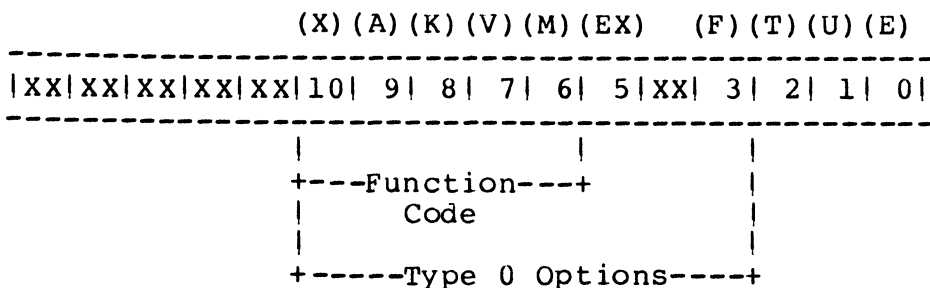 (X)(A)(K)(V)(M)(EX) (F)(T)(U)(E)
|XX|XX|XX|XX|XX|10| 9| 8| 7| 6| 5|XX| 3| 2| 1| 0|
+---Function---+
Code
+-----Type 0 Options----+